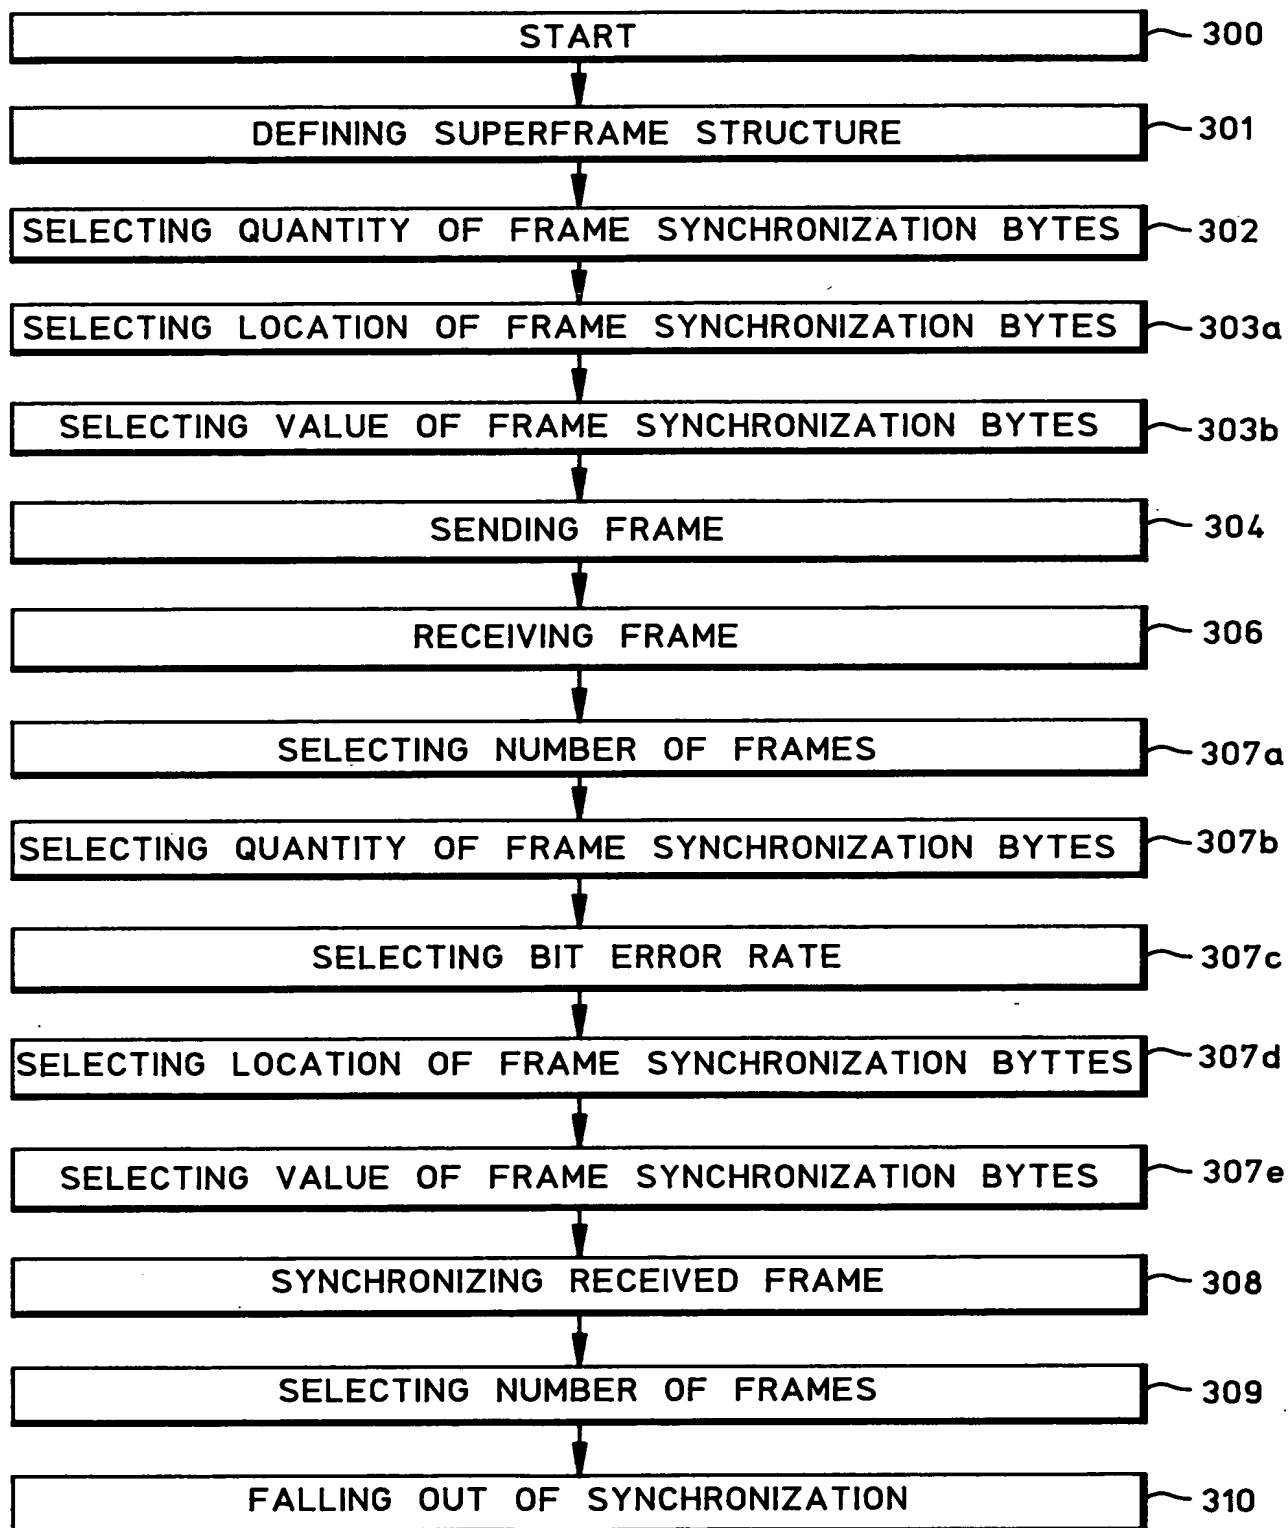 START 300
DEFINING SUPERFRAME STRUCTURE 301
SELECTING QUANTITY OF FRAME SYNCHRONIZATION BYTES 302
SELECTING LOCATION OF FRAME SYNCHRONIZATION BYTES 303a
SELECTING VALUE OF FRAME SYNCHRONIZATION BYTES 303b
SENDING FRAME 304
RECEIVING FRAME 306
SELECTING NUMBER OF FRAMES 307a
SELECTING QUANTITY OF FRAME SYNCHRONIZATION BYTES 307b
SELECTING BIT ERROR RATE 307c
SELECTING LOCATION OF FRAME SYNCHRONIZATION BYTTES 307d
SELECTING VALUE OF FRAME SYNCHRONIZATION BYTES 307e
SYNCHRONIZING RECEIVED FRAME 308
SELECTING NUMBER OF FRAMES 309
FALLING OUT OF SYNCHRONIZATION 310